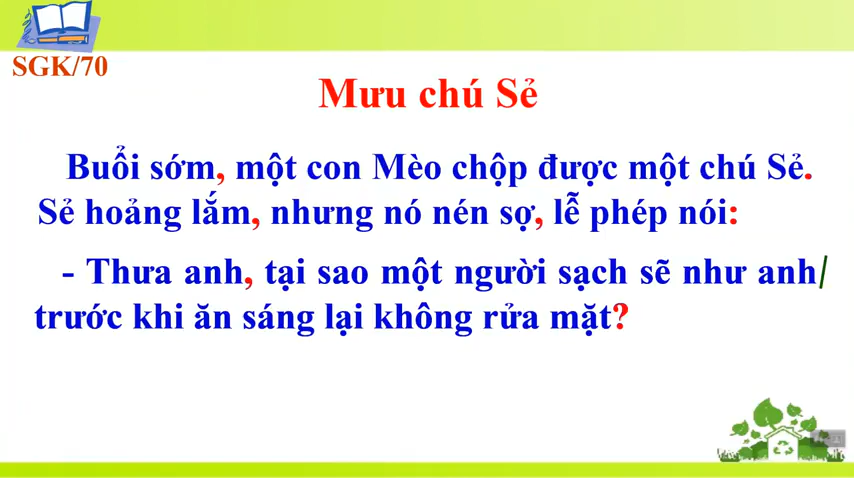 SGK/70
Mưu chú Sẻ
Buổi sớm, một con Mèo chộp được một chú Sẻ.
Sẻ hoảng lắm, nhưng nó nén sợ, lễ phép nói:
- Thưa anh, tại sao một người sạch sẽ như anh/
trước khi ăn sáng lại không rửa mặt?